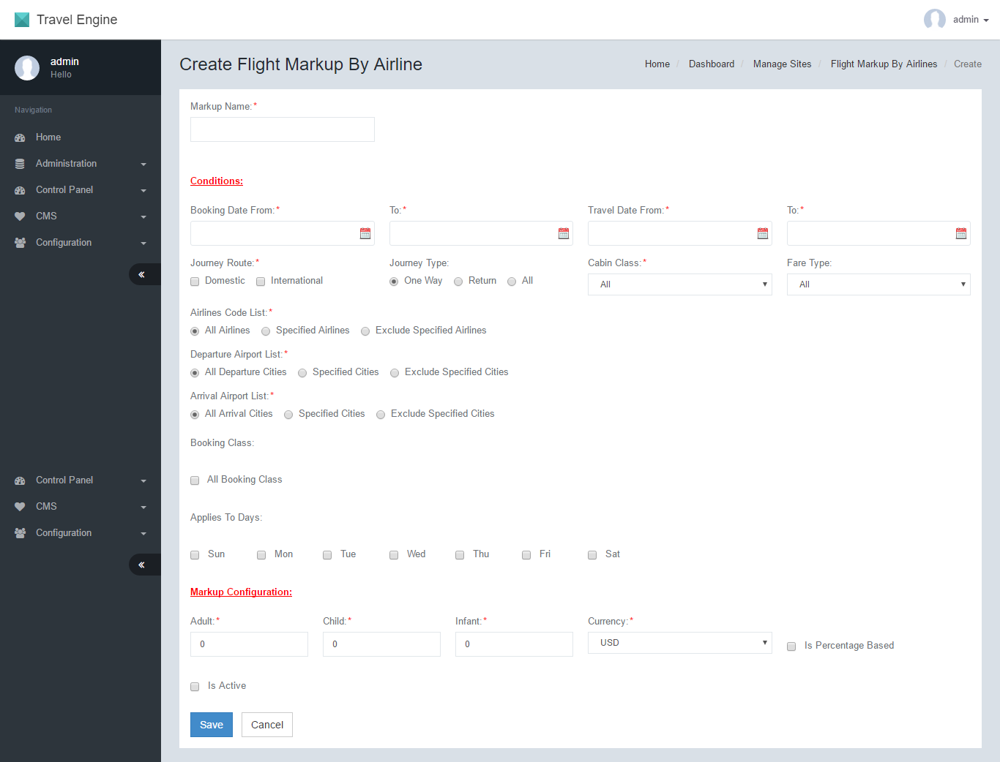 Travel Engine
admin
admin
Hello
Navigation
Home
Administration
Control Panel
CMS
Configuration
Control Panel
CMS
Configuration
Create Flight Markup By Airline
Home / Dashboard / Manage Sites / Flight Markup By Airlines / Create
Markup Name:*
Conditions:
Booking Date From:* To:* Travel Date From:* To:*
Journey Route:* Journey Type: Cabin Class:* Fare Type:
Domestic International One Way Return All All All
Airlines Code List:*
All Airlines Specified Airlines Exclude Specified Airlines
Departure Airport List:*
All Departure Cities Specified Cities Exclude Specified Cities
Arrival Airport List:*
All Arrival Cities Specified Cities Exclude Specified Cities
Booking Class:
All Booking Class
Applies To Days:
Sun Mon Tue Wed Thu Fri Sat
Markup Configuration:
Adult:* Child:* Infant:* Currency:*
0 0 0 USD Is Percentage Based
Is Active
Save Cancel